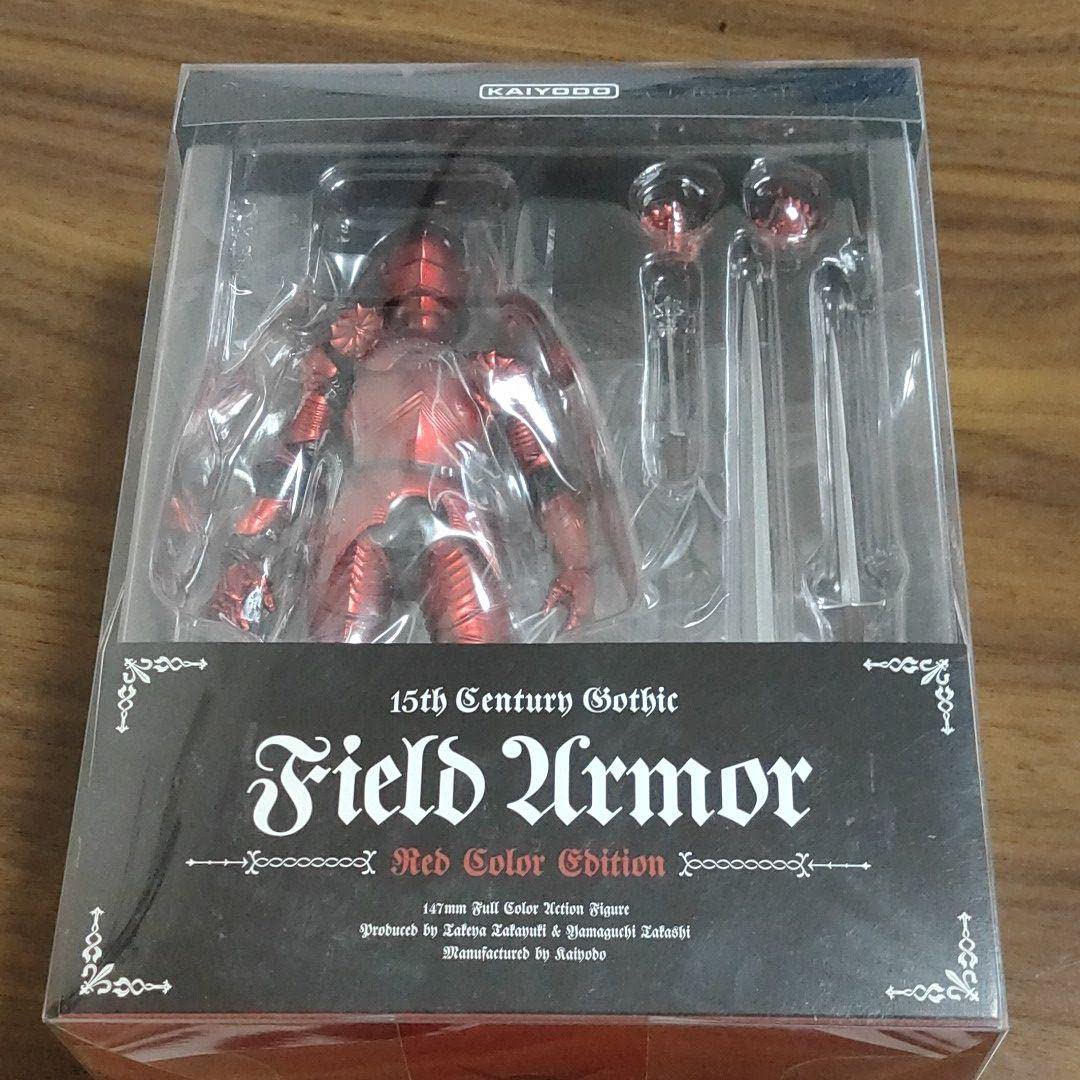 KAIYODO
15th Century Gothic
Field Armor
Red Color Edition
147mm Full Color Action Figure
Produced by Takeya Takayuki & Yamaguchi Takashi
Manufactured by Kaiyodo